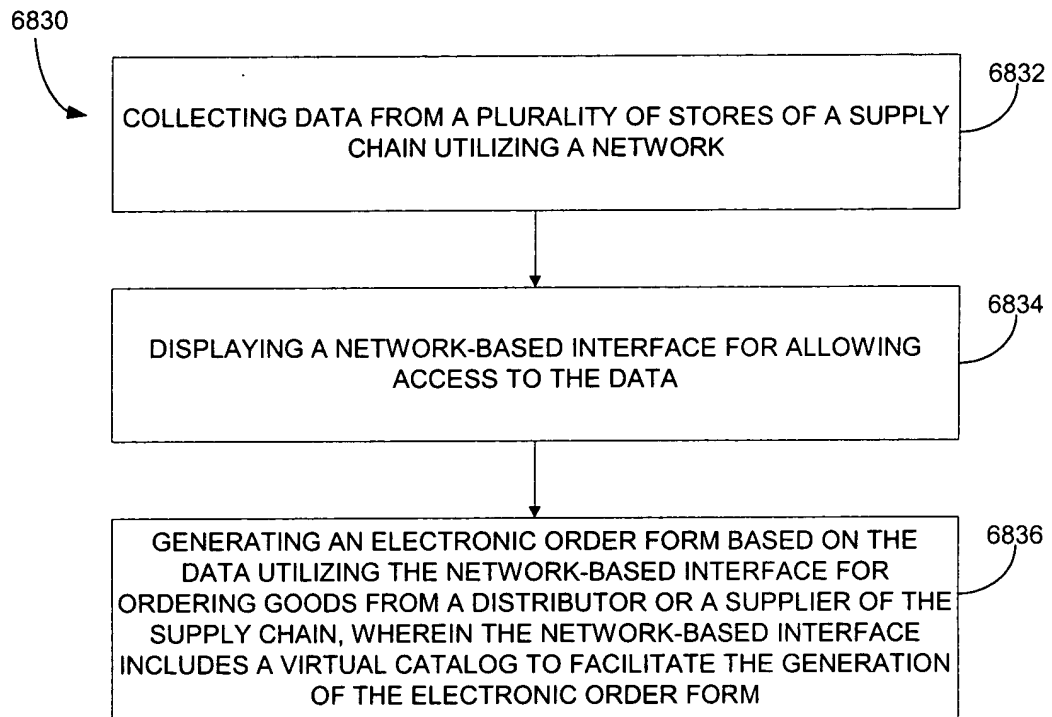 6830
6832
COLLECTING DATA FROM A PLURALITY OF STORES OF A SUPPLY
CHAIN UTILIZING A NETWORK
6834
DISPLAYING A NETWORK-BASED INTERFACE FOR ALLOWING
ACCESS TO THE DATA
6836
GENERATING AN ELECTRONIC ORDER FORM BASED ON THE
DATA UTILIZING THE NETWORK-BASED INTERFACE FOR
ORDERING GOODS FROM A DISTRIBUTOR OR A SUPPLIER OF THE
SUPPLY CHAIN, WHEREIN THE NETWORK-BASED INTERFACE
INCLUDES A VIRTUAL CATALOG TO FACILITATE THE GENERATION
OF THE ELECTRONIC ORDER FORM